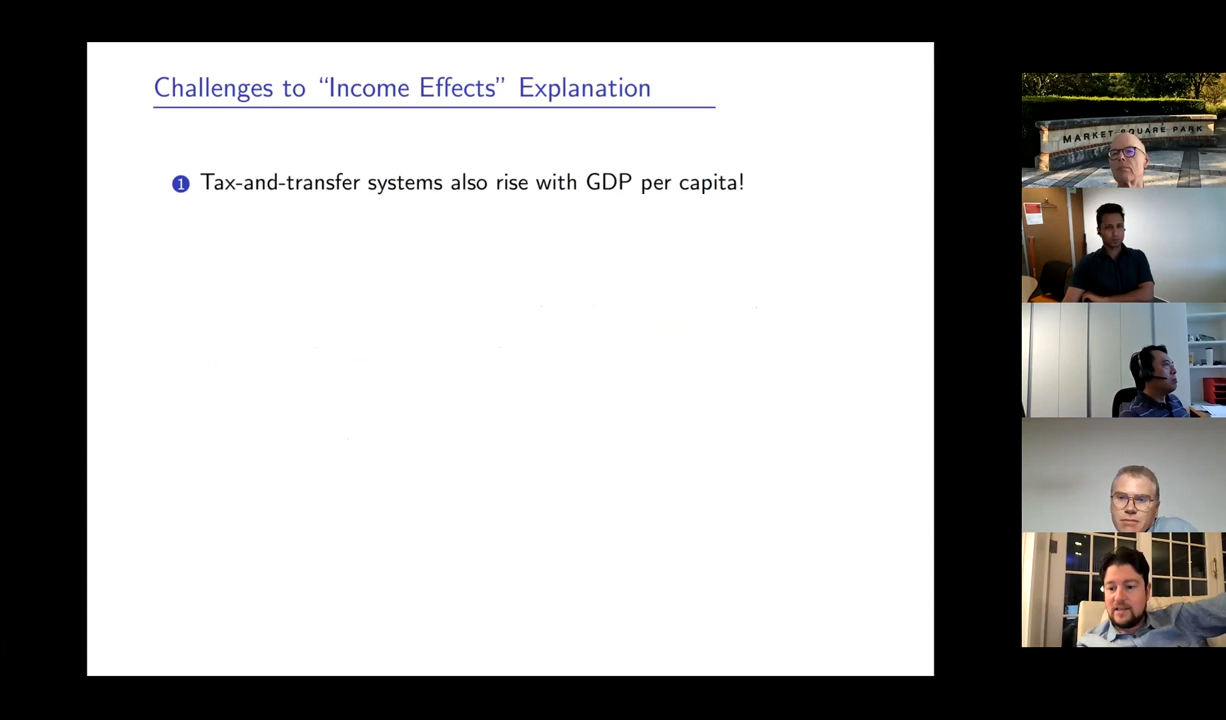 Challenges to “Income Effects” Explanation
1 Tax-and-transfer systems also rise with GDP per capita!
MARKET SQUARE PARK